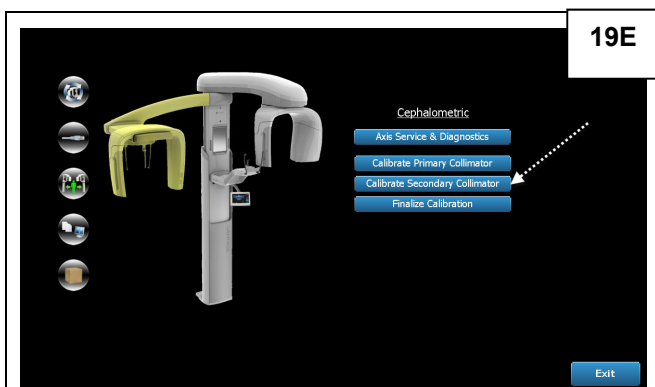 19E
Cephalometric
Axis Service & Diagnostics
Calibrate Primary Collimator
Calibrate Secondary Collimator
Finalize Calibration
Exit